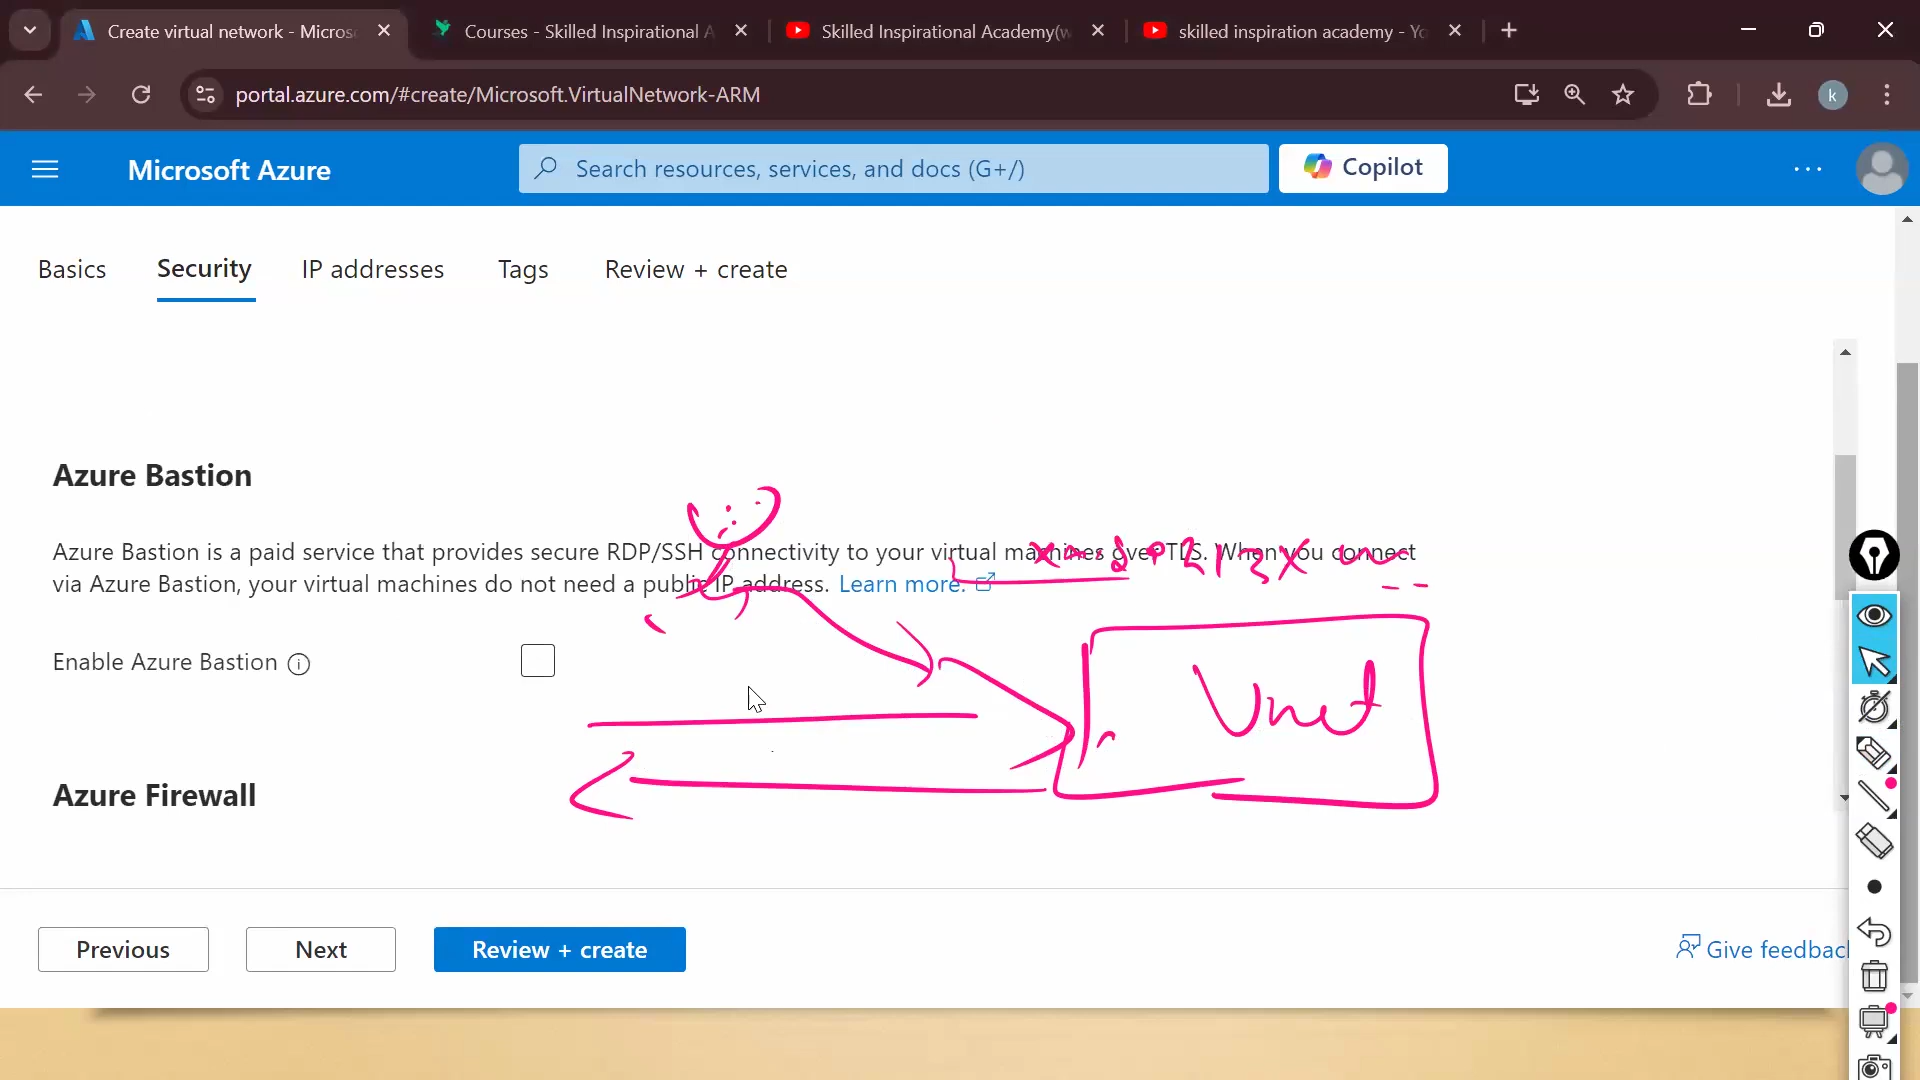 Create virtual network - Micros
Courses - Skilled Inspirational A
Skilled Inspirational Academy(w
skilled inspiration academy - Yo
portal.azure.com/#create/Microsoft.VirtualNetwork-ARM
k
Microsoft Azure
Search resources, services, and docs (G+/)
Copilot
Basics
Security
IP addresses
Tags
Review + create
Azure Bastion
Azure Bastion is a paid service that provides secure RDP/SSH connectivity to your virtual machines over TLS. When you connect
via Azure Bastion, your virtual machines do not need a public IP address. Learn more.
Enable Azure Bastion
Vnet
Azure Firewall
Previous
Next
Review + create
Give feedback